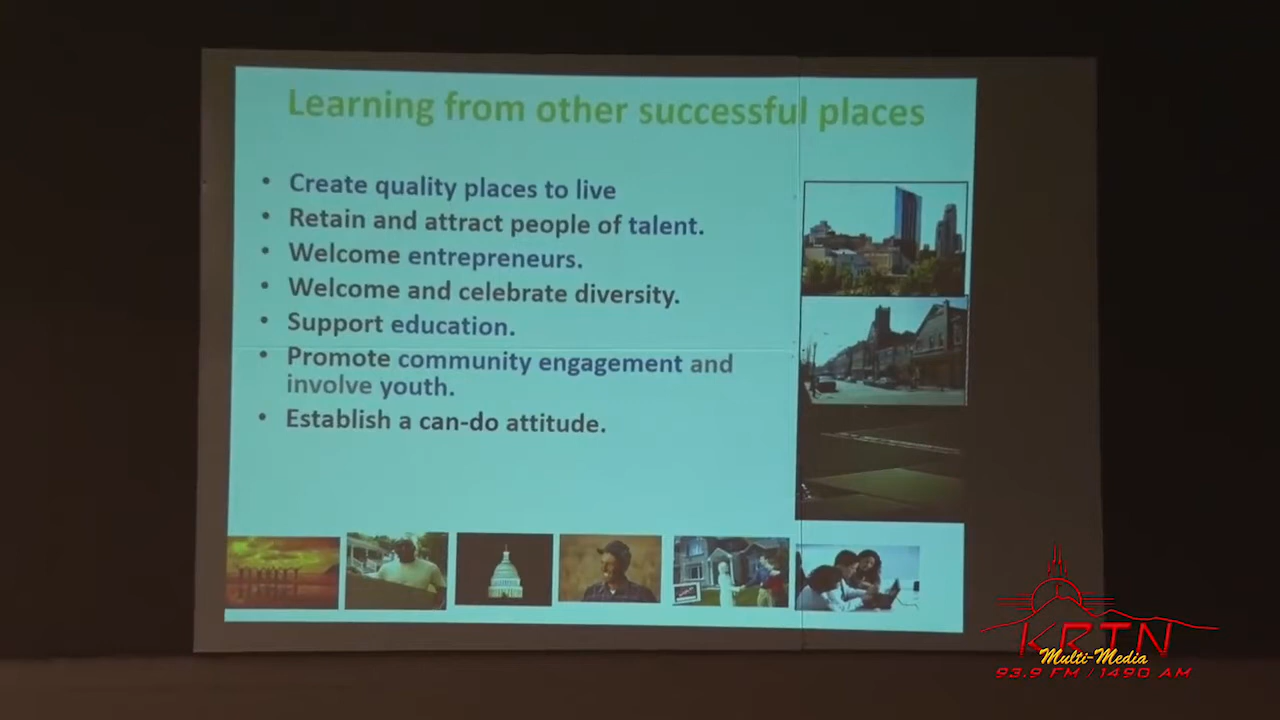 Learning from other successful places
• Create quality places to live
• Retain and attract people of talent.
• Welcome entrepreneurs.
• Welcome and celebrate diversity.
• Support education.
• Promote community engagement and
involve youth.
• Establish a can-do attitude.
KRTN
Multi-Media
93.9 FM / 1490 AM